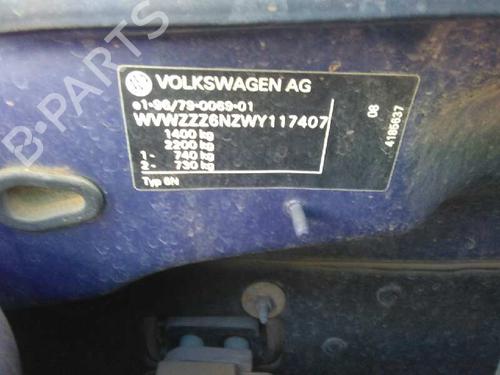 VOLKSWAGEN AG
e1*96/79*0069*01
WVWZZZ6NZWY117407
1400 kg
2200 kg
1- 740 kg
2- 730 kg
Typ 6N
08
4185637
B-PARTS